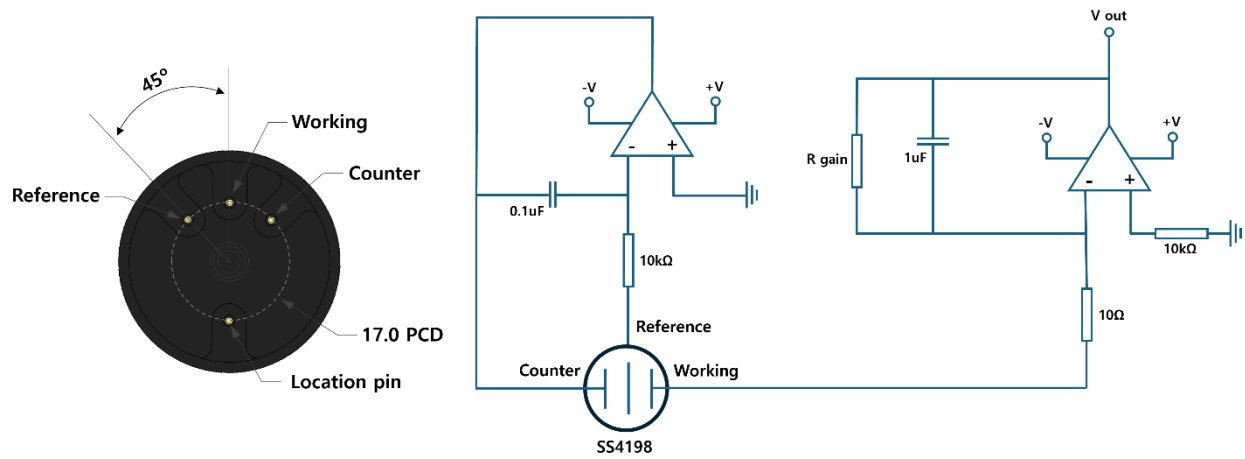 45º
Working
Counter
Reference
17.0 PCD
Location pin
-V
+V
-
+
0.1uF
10kΩ
Reference
Counter
Working
SS4198
V out
-V
+V
R gain
1uF
-
+
10kΩ
10Ω